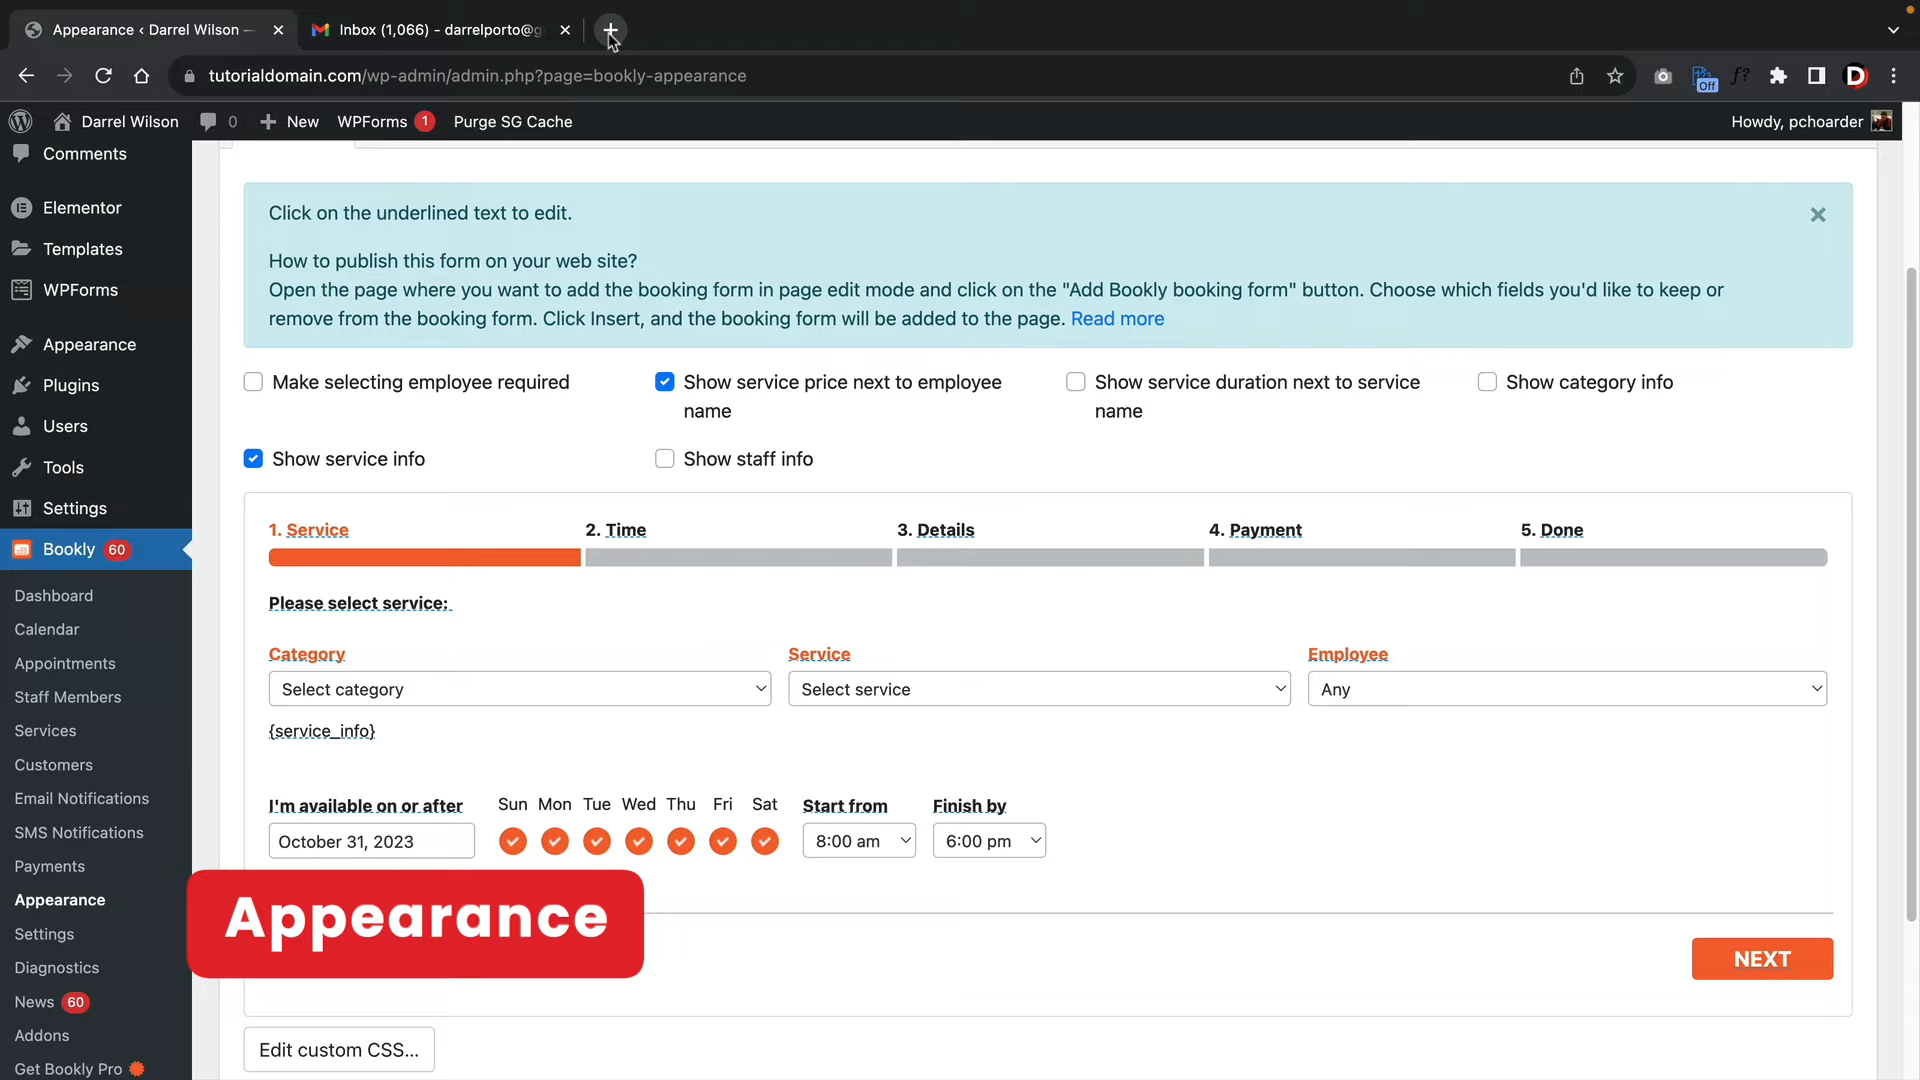 Appearance ‹ Darrel Wilson —
Inbox (1,066) - darrelporto@g
tutorialdomain.com/wp-admin/admin.php?page=bookly-appearance
Off
f?
D
Darrel Wilson
0
New
WPForms 1
Purge SG Cache
Howdy, pchoarder
Comments
Elementor
Templates
WPForms
Appearance
Plugins
Users
Tools
Settings
Bookly 60
Dashboard
Calendar
Appointments
Staff Members
Services
Customers
Email Notifications
SMS Notifications
Payments
Appearance
Settings
Diagnostics
News 60
Addons
Get Bookly Pro
Click on the underlined text to edit.
How to publish this form on your web site?
Open the page where you want to add the booking form in page edit mode and click on the "Add Bookly booking form" button. Choose which fields you'd like to keep or
remove from the booking form. Click Insert, and the booking form will be added to the page. Read more
Make selecting employee required
Show service price next to employee
name
Show service duration next to service
name
Show category info
Show service info
Show staff info
1. Service
2. Time
3. Details
4. Payment
5. Done
Please select service:
Category
Service
Employee
Select category
Select service
Any
{service_info}
I'm available on or after
Sun Mon Tue Wed Thu Fri Sat
Start from
Finish by
October 31, 2023
8:00 am
6:00 pm
Appearance
NEXT
Edit custom CSS...